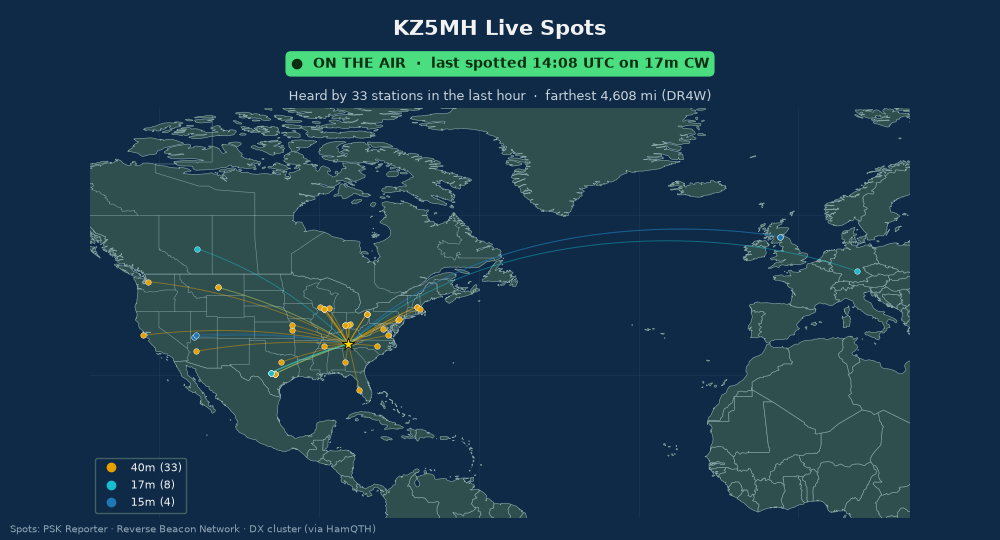 KZ5MH Live Spots
● ON THE AIR · last spotted 14:08 UTC on 17m CW
Heard by 33 stations in the last hour · farthest 4,608 mi (DR4W)
40m (33)
17m (8)
15m (4)
Spots: PSK Reporter · Reverse Beacon Network · DX cluster (via HamQTH)